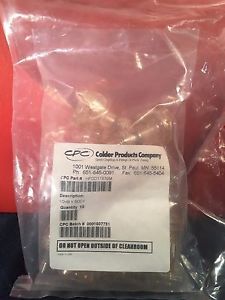 CPC Colder Products Company
1001 Westgate Drive, St. Paul, MN 55114
Ph: 651-645-0091 Fax: 651-645-5404
CPC Part #:
Quantity: 10
CPC Batch #:
DO NOT OPEN OUTSIDE OF CLEANROOM